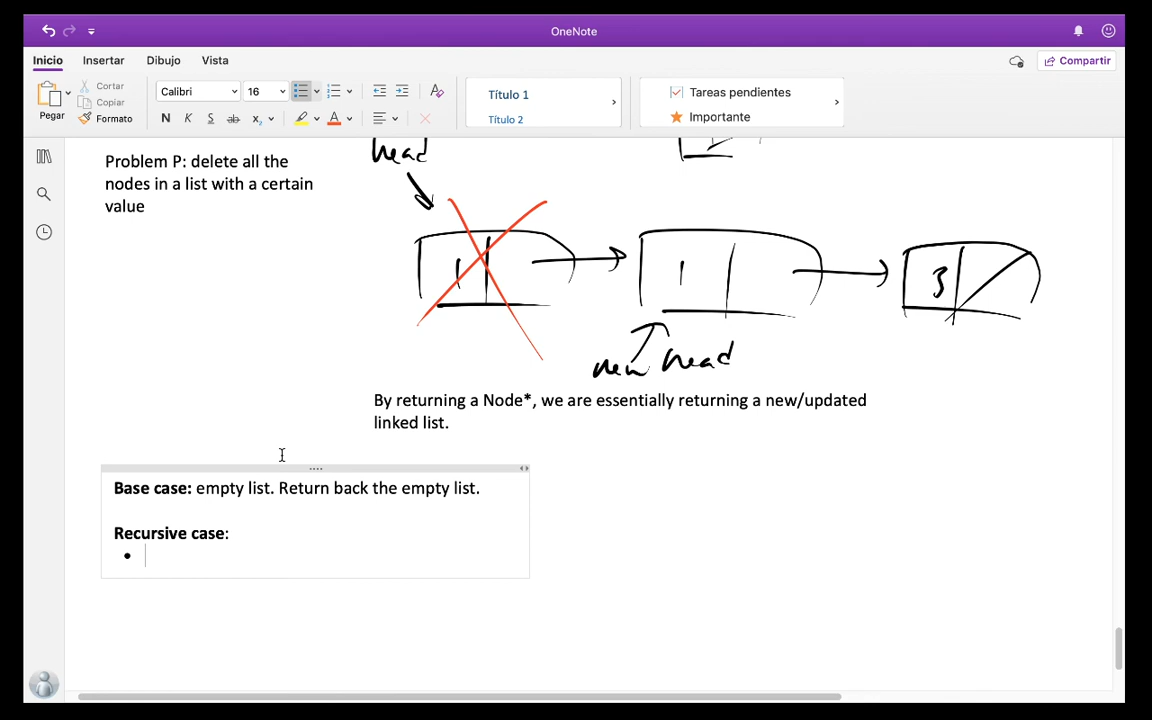 OneNote
Inicio Insertar Dibujo Vista Compartir
Pegar Cortar Copiar Formato
Calibri 16
N K S ab x₂ A
Título 1
Título 2
Tareas pendientes
Importante
Problem P: delete all the
nodes in a list with a certain
value
head
1 1 3
new head
By returning a Node*, we are essentially returning a new/updated
linked list.
Base case: empty list. Return back the empty list.
Recursive case:
•